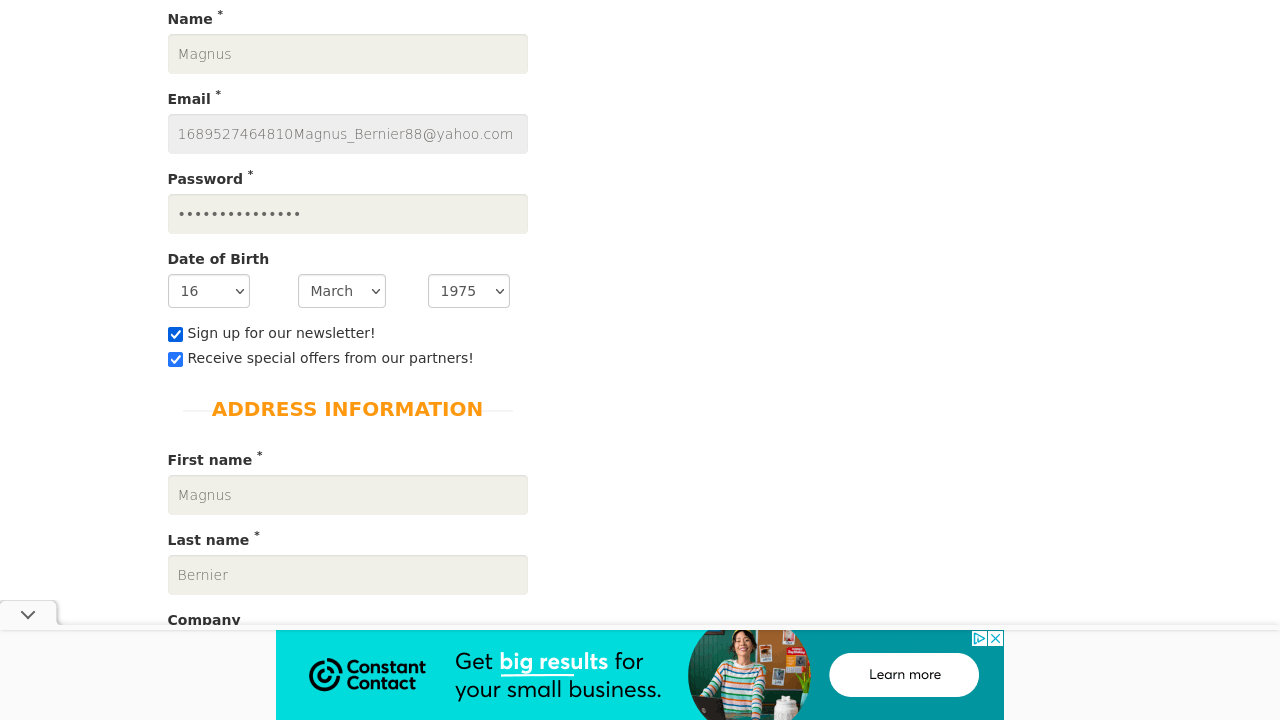 Name *
Magnus
Email *
1689527464810Magnus_Bernier88@yahoo.com
Password *
•••••••••••••••
Date of Birth
16 March 1975
Sign up for our newsletter!
Receive special offers from our partners!
ADDRESS INFORMATION
First name *
Magnus
Last name *
Bernier
Company
Constant Contact
Get big results for
your small business.
Learn more